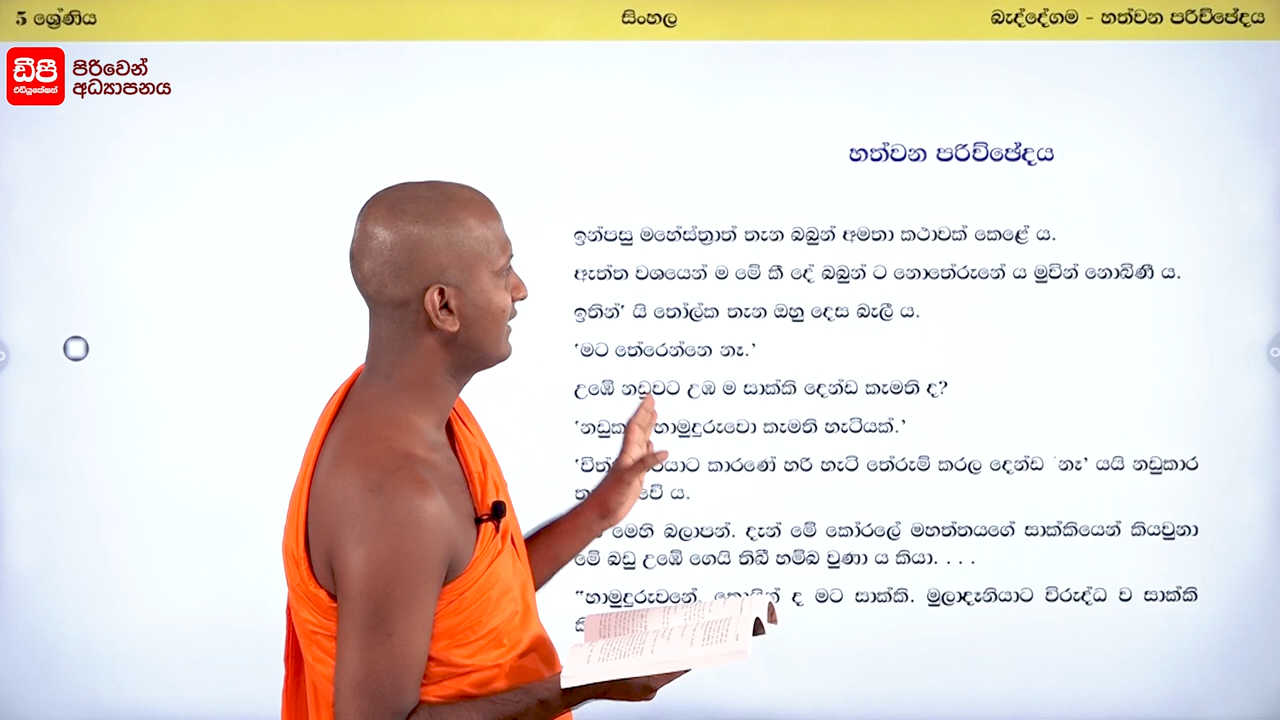 5 ශ්‍රේණිය
සිංහල
බැද්දේගම - හත්වන පරිච්ඡේදය
ඩීපී
එඩියුකේෂන්
පිරිවෙන්
අධ්‍යාපනය
හත්වන පරිච්ඡේදය
ඉන්පසු මහේස්ත්‍රාත් තැන බබුන් අමතා කථාවක් කෙළේ ය.
ඇත්ත වශයෙන් ම මේ කී දේ බබුන් ට නොතේරුනේ ය මුවින් නොබිණී ය.
ඉතින්' යි තෝල්ක තැන ඔහු දෙස බැලී ය.
'මට තේරෙන්නෙ නෑ.'
උඹේ නඩුවට උඹ ම සාක්කි දෙන්ඩ කැමති ද?
හාමුදුරුවො කැමති හැටියක්.'
කාරණේ හරි හැටි තේරුම් කරල දෙන්ඩ 'නෑ' යයි නඩුකාර
ය.
මෙහි බලාපන්. දැන් මේ කෝරලේ මහත්තයගේ සාක්කියෙන් කියවුනා
මේ බඩු උඹේ ගෙයි තිබී හම්බ වුණා ය කියා. . . .
“හාමුදුරුවනේ, ද මට සාක්කි. මුලාදෑනියාට විරුද්ධ ව සාක්කි